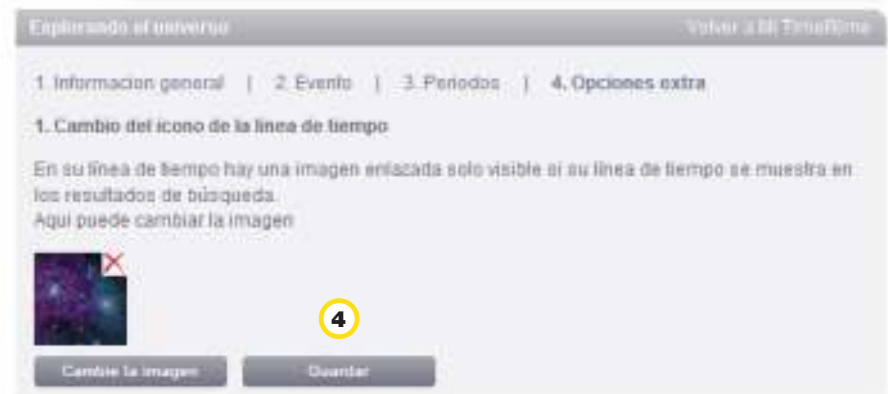 Explorando el universo Volver a Mi TimeRime
1. Informacion general | 2. Evento | 3. Periodos | 4. Opciones extra
1. Cambio del icono de la linea de tiempo
En su línea de tiempo hay una imagen enlazada solo visible si su línea de tiempo se muestra en
los resultados de búsqueda.
Aqui puede cambiar la imagen
4
Cambie la imagen Guardar